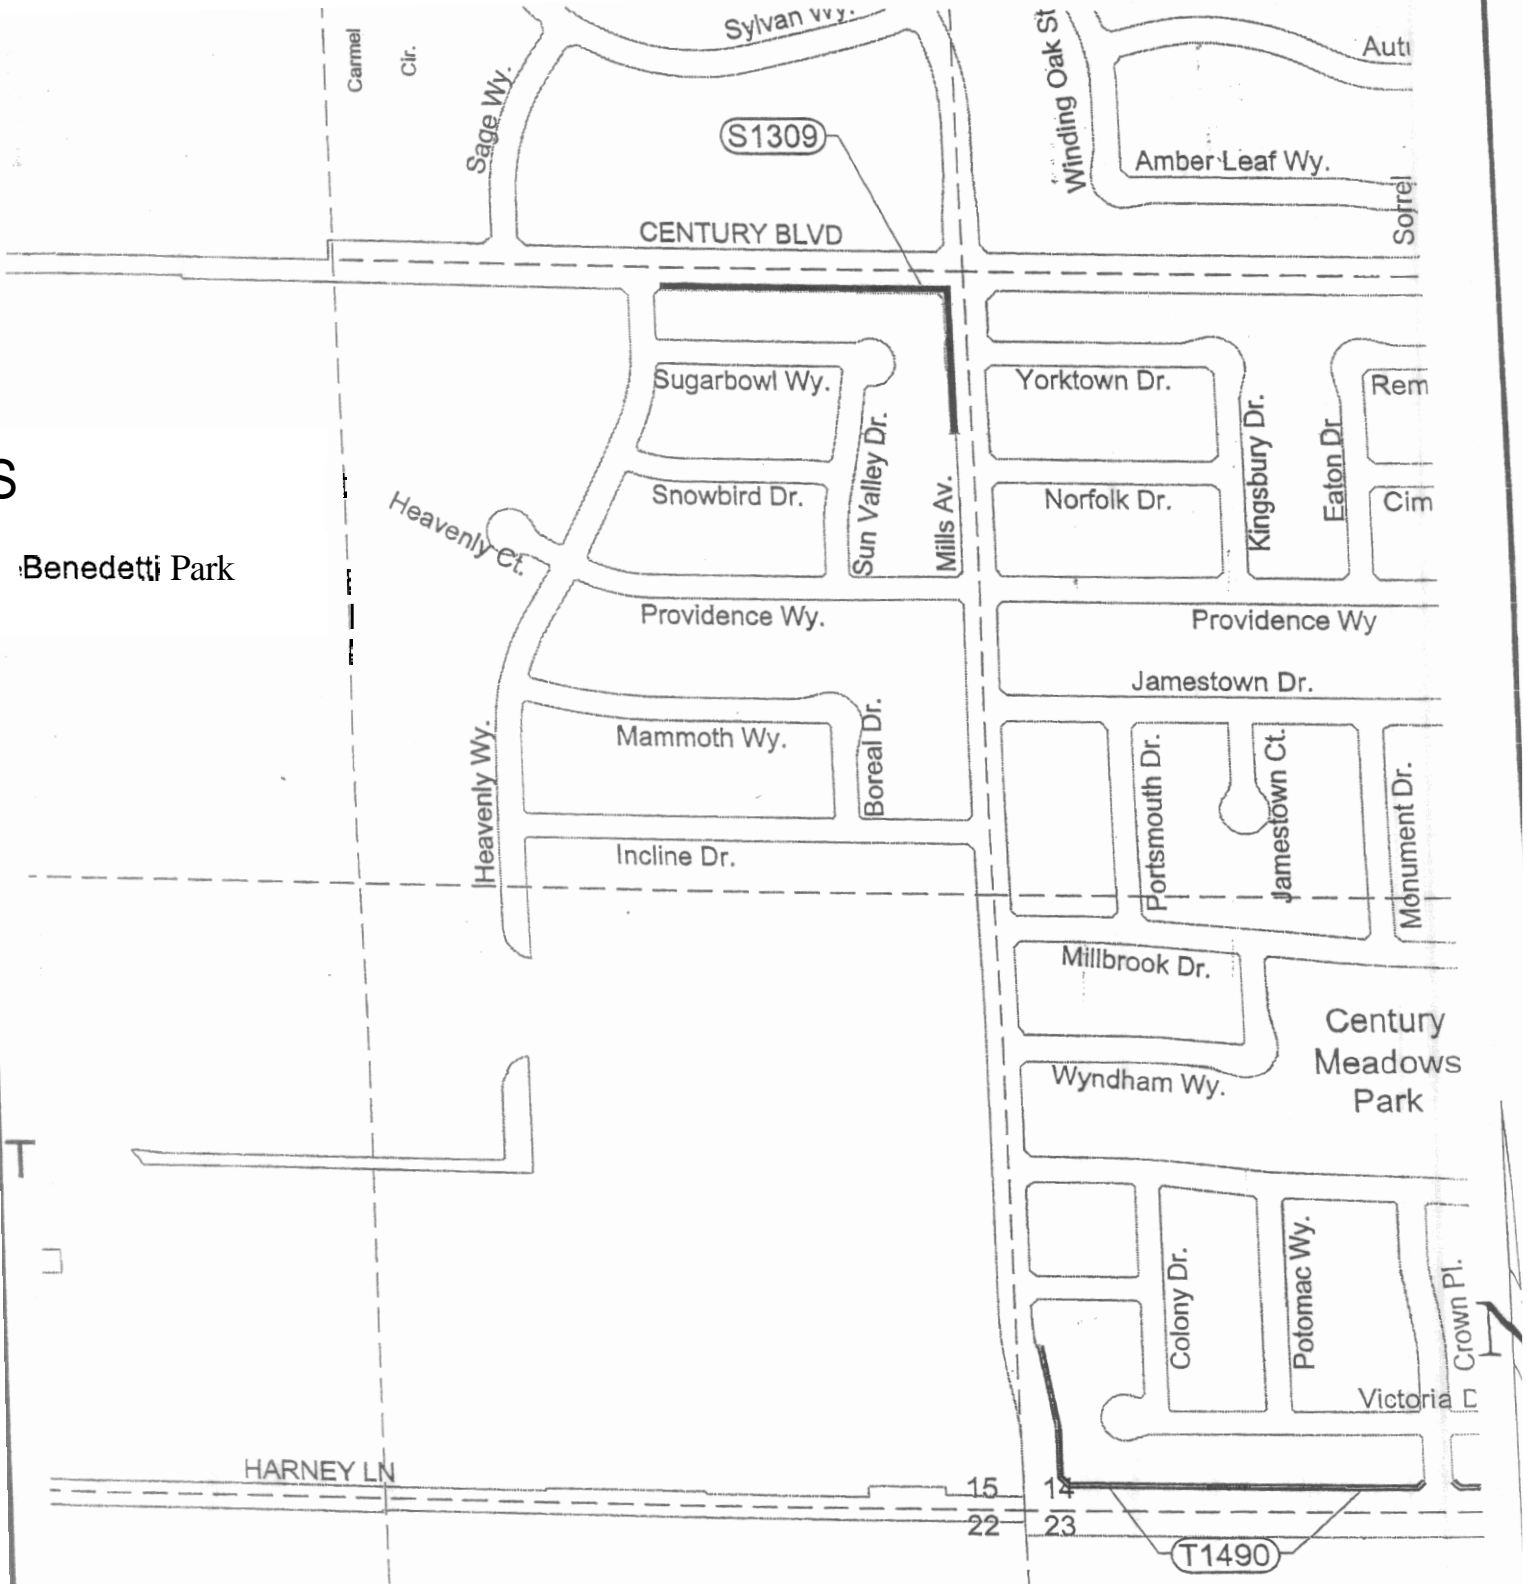 Sylvan Wy.
Carmel
Cir.
Sage Wy.
Winding Oak St
S1309
Amber Leaf Wy.
Sorrel
CENTURY BLVD
Sugarbowl Wy.
Yorktown Dr.
Rem
Kingsbury Dr.
Eaton Dr
Sun Valley Dr.
Mills Av.
S
Heavenly Ct.
Snowbird Dr.
Norfolk Dr.
Cim
Benedetti Park
Providence Wy.
Providence Wy
Jamestown Dr.
Heavenly Wy.
Mammoth Wy.
Boreal Dr.
Portsmouth Dr.
Jamestown Ct.
Monument Dr.
Incline Dr.
Millbrook Dr.
Century
Meadows
Park
Wyndham Wy.
T
Colony Dr.
Potomac Wy.
Crown Pl.
N
Victoria D
HARNEY LN
15 14
22 23
T1490